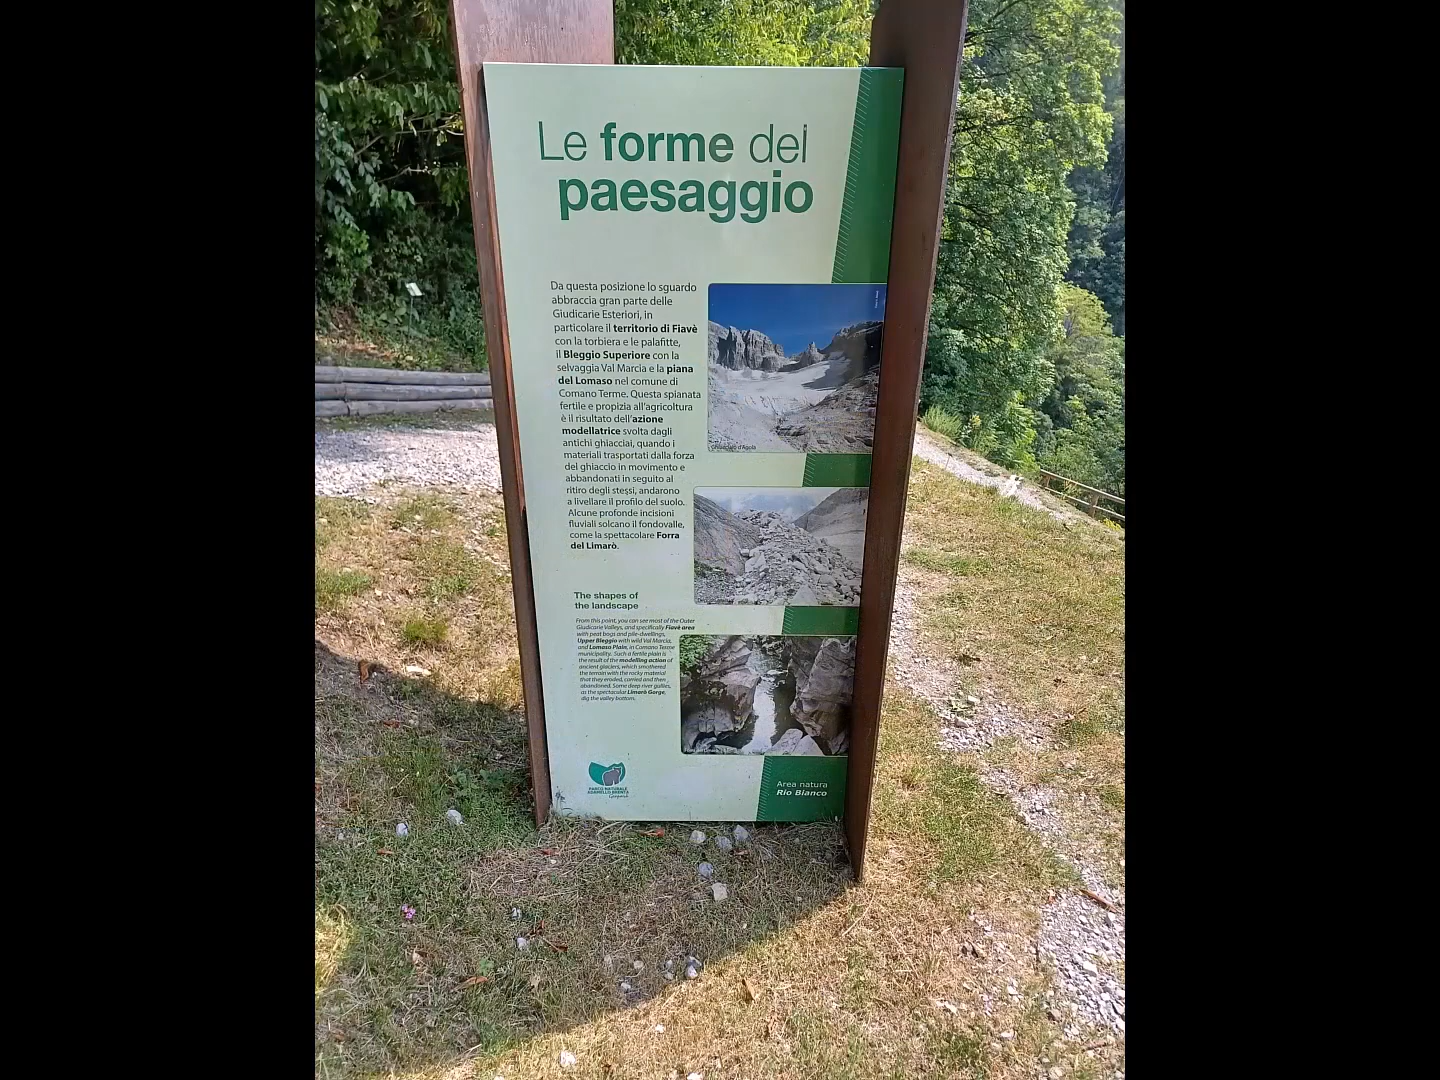 Le forme del
paesaggio
Da questa posizione lo sguardo
abbraccia gran parte delle
Giudicarie Esteriori, in
particolare il territorio di Fiavè
con la torbiera e le palafitte,
il Bleggio Superiore con la
selvaggia Val Marcia e la piana
del Lomaso nel comune di
Comano Terme. Questa spianata
fertile e propizia all'agricoltura
è il risultato dell'azione
modellatrice svolta dagli
antichi ghiacciai, quando i
materiali trasportati dalla forza
del ghiaccio in movimento e
abbandonati in seguito al
ritiro degli stessi, andarono
a livellare il profilo del suolo.
Alcune profonde incisioni
fluviali solcano il fondovalle,
come la spettacolare Forra
del Limarò.
Ghiacciaio d'Agola
The shapes of
the landscape
From this point, you can see most of the Outer
Giudicarie Valleys, and specifically Fiavè area
with peat bogs and pile-dwellings,
Upper Bleggio with wild Val Marcia,
and Lomaso Plain, in Comano Terme
municipality. Such a fertile plain is
the result of the modelling action of
ancient glaciers, which smothered
the terrain with the rocky material
that they eroded, carried and then
abandoned. Some deep river gullies,
as the spectacular Limarò Gorge,
dig the valley bottom.
PARCO NATURALE
ADAMELLO BRENTA
Geopark
Area natura
Rio Bianco